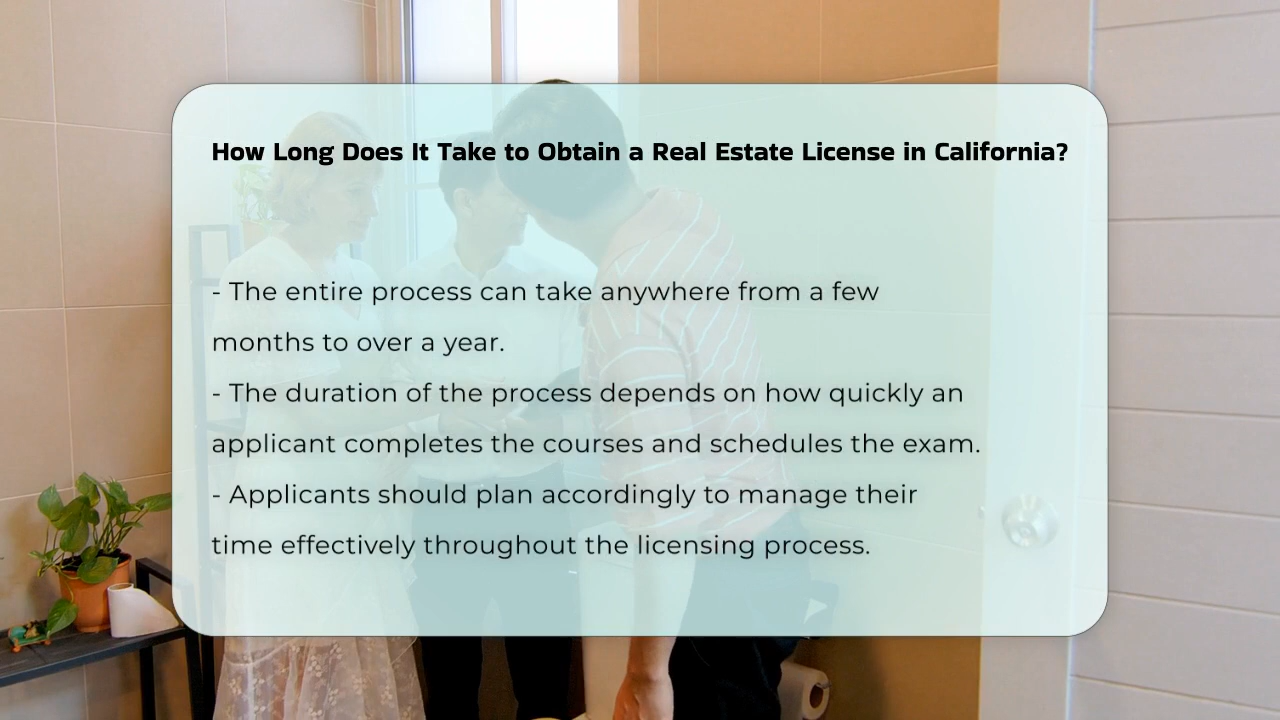 How Long Does It Take to Obtain a Real Estate License in California?
- The entire process can take anywhere from a few
months to over a year.
- The duration of the process depends on how quickly an
applicant completes the courses and schedules the exam.
- Applicants should plan accordingly to manage their
time effectively throughout the licensing process.